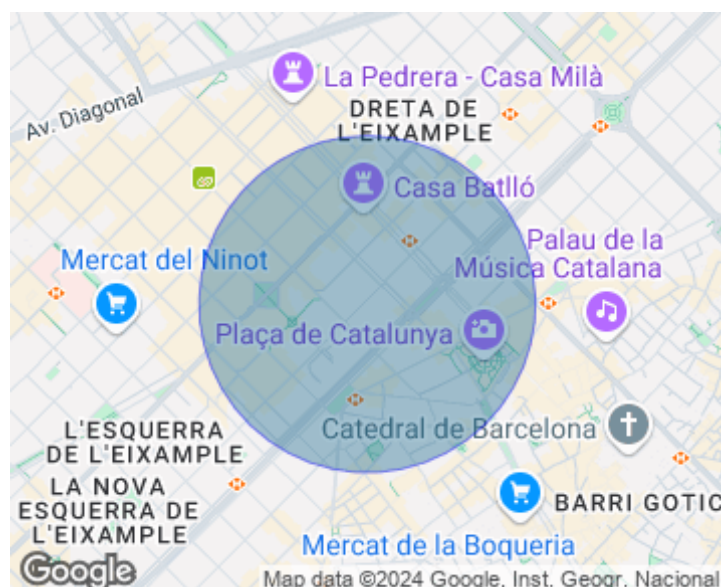 La Pedrera - Casa Milà
DRETA DE
L'EIXAMPLE
Av. Diagonal
Casa Batlló
Palau de la
Música Catalana
Mercat del Ninot
Plaça de Catalunya
L'ESQUERRA
DE L'EIXAMPLE
Catedral de Barcelona
LA NOVA
ESQUERRA DE
L'EIXAMPLE
BARRI GOTIC
Mercat de la Boqueria
Google
Map data ©2024 Google, Inst. Geogr. Nacional